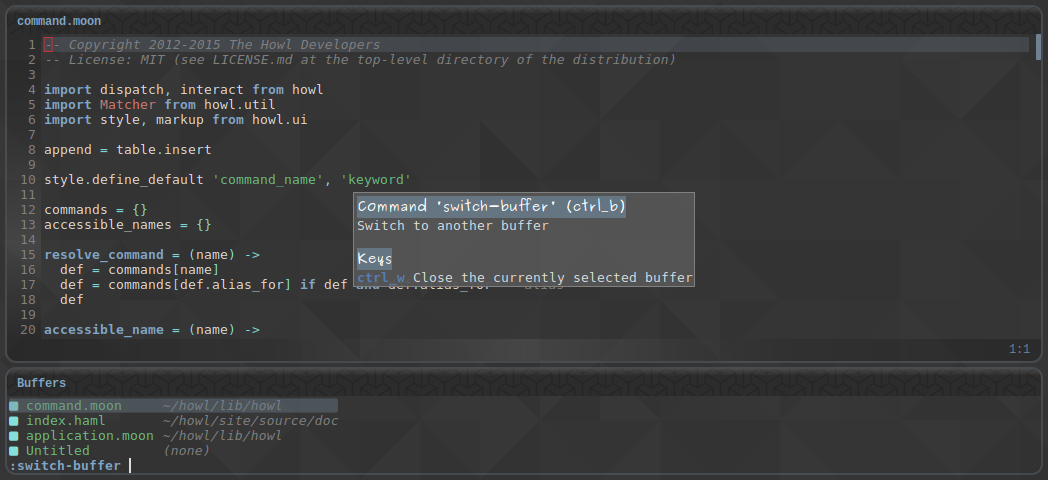 command.moon
1 -- Copyright 2012-2015 The Howl Developers
2 -- License: MIT (see LICENSE.md at the top-level directory of the distribution)
3
4 import dispatch, interact from howl
5 import Matcher from howl.util
6 import style, markup from howl.ui
7
8 append = table.insert
9
10 style.define_default 'command_name', 'keyword'
11
12 commands = {}
13 accessible_names = {}
14
15 resolve_command = (name) ->
16   def = commands[name]
17   def = commands[def.alias_for] if def and def.alias_for -- alias
18   def
19
20 accessible_name = (name) ->
Command 'switch-buffer' (ctrl_b)
Switch to another buffer
Keys
ctrl_w Close the currently selected buffer
1:1
Buffers
command.moon ~/howl/lib/howl
index.haml ~/howl/site/source/doc
application.moon ~/howl/lib/howl
Untitled (none)
:switch-buffer